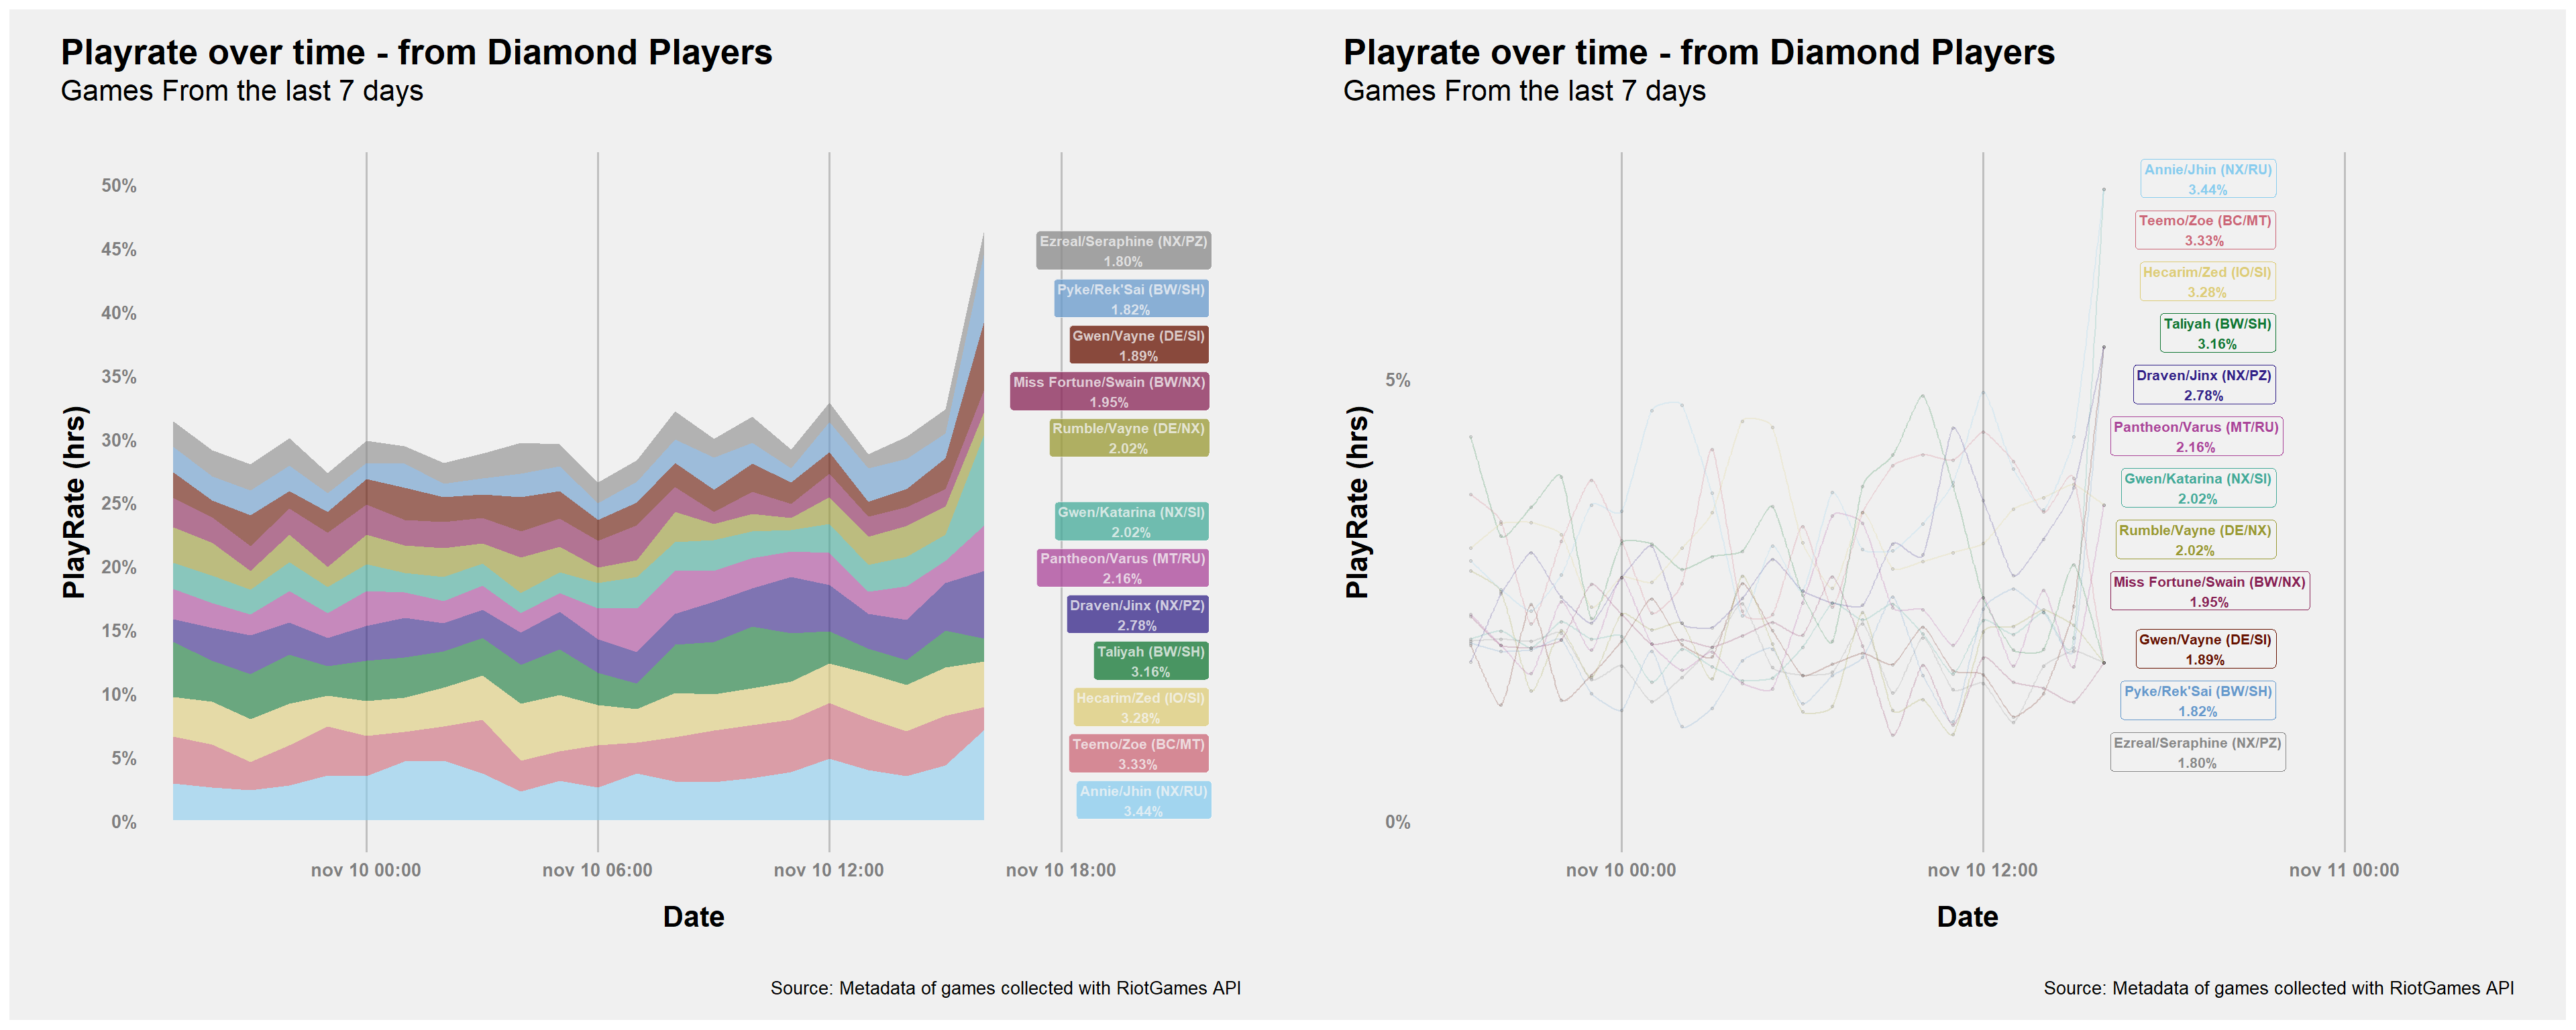 Playrate over time - from Diamond Players
Games From the last 7 days
PlayRate (hrs)
50%
45%
40%
35%
30%
25%
20%
15%
10%
5%
0%
Ezreal/Seraphine (NX/PZ)
1.80%
Pyke/Rek'Sai (BW/SH)
1.82%
Gwen/Vayne (DE/SI)
1.89%
Miss Fortune/Swain (BW/NX)
1.95%
Rumble/Vayne (DE/NX)
2.02%
Gwen/Katarina (NX/SI)
2.02%
Pantheon/Varus (MT/RU)
2.16%
Draven/Jinx (NX/PZ)
2.78%
Taliyah (BW/SH)
3.16%
Hecarim/Zed (IO/SI)
3.28%
Teemo/Zoe (BC/MT)
3.33%
Annie/Jhin (NX/RU)
3.44%
nov 10 00:00
nov 10 06:00
nov 10 12:00
nov 10 18:00
Date
Source: Metadata of games collected with RiotGames API
Playrate over time - from Diamond Players
Games From the last 7 days
PlayRate (hrs)
5%
0%
Annie/Jhin (NX/RU)
3.44%
Teemo/Zoe (BC/MT)
3.33%
Hecarim/Zed (IO/SI)
3.28%
Taliyah (BW/SH)
3.16%
Draven/Jinx (NX/PZ)
2.78%
Pantheon/Varus (MT/RU)
2.16%
Gwen/Katarina (NX/SI)
2.02%
Rumble/Vayne (DE/NX)
2.02%
Miss Fortune/Swain (BW/NX)
1.95%
Gwen/Vayne (DE/SI)
1.89%
Pyke/Rek'Sai (BW/SH)
1.82%
Ezreal/Seraphine (NX/PZ)
1.80%
nov 10 00:00
nov 10 12:00
nov 11 00:00
Date
Source: Metadata of games collected with RiotGames API